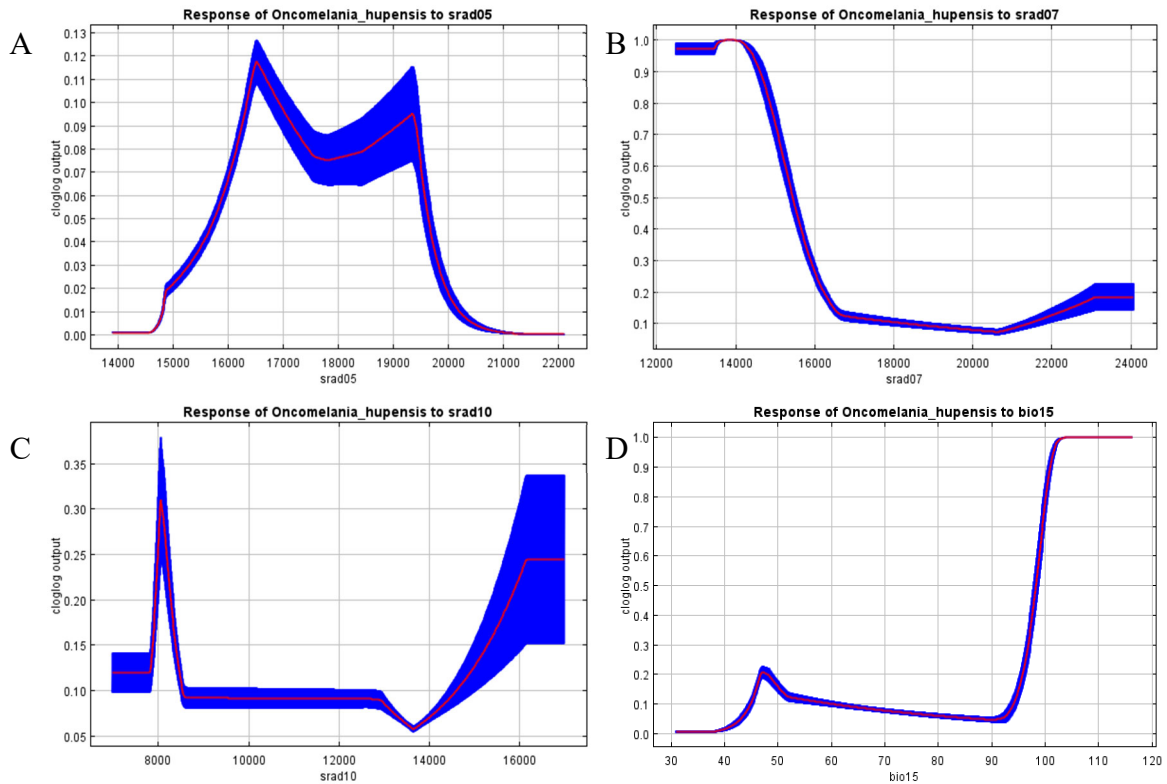 A
Response of Oncomelania_hupensis to srad05
cloglog output
0.13
0.12
0.11
0.10
0.09
0.08
0.07
0.06
0.05
0.04
0.03
0.02
0.01
0.00
14000 15000 16000 17000 18000 19000 20000 21000 22000
srad05
B
Response of Oncomelania_hupensis to srad07
cloglog output
1.0
0.9
0.8
0.7
0.6
0.5
0.4
0.3
0.2
0.1
12000 14000 16000 18000 20000 22000 24000
srad07
C
Response of Oncomelania_hupensis to srad10
cloglog output
0.35
0.30
0.25
0.20
0.15
0.10
0.05
8000 10000 12000 14000 16000
srad10
D
Response of Oncomelania_hupensis to bio15
cloglog output
1.0
0.9
0.8
0.7
0.6
0.5
0.4
0.3
0.2
0.1
0.0
30 40 50 60 70 80 90 100 110 120
bio15